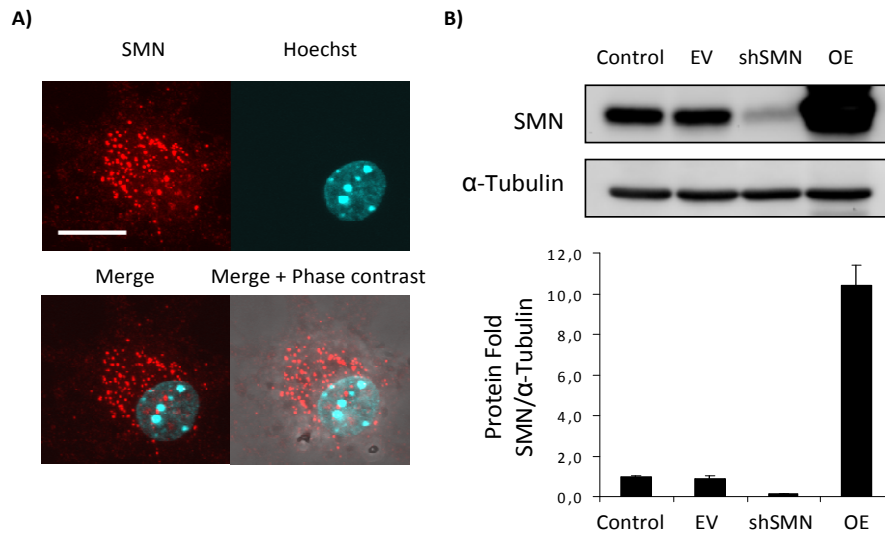 A)
SMN Hoechst
Merge Merge + Phase contrast
B)
Control EV shSMN OE
SMN
α-Tubulin
Protein Fold
SMN/α-Tubulin
12,0
10,0
8,0
6,0
4,0
2,0
0,0
Control EV shSMN OE